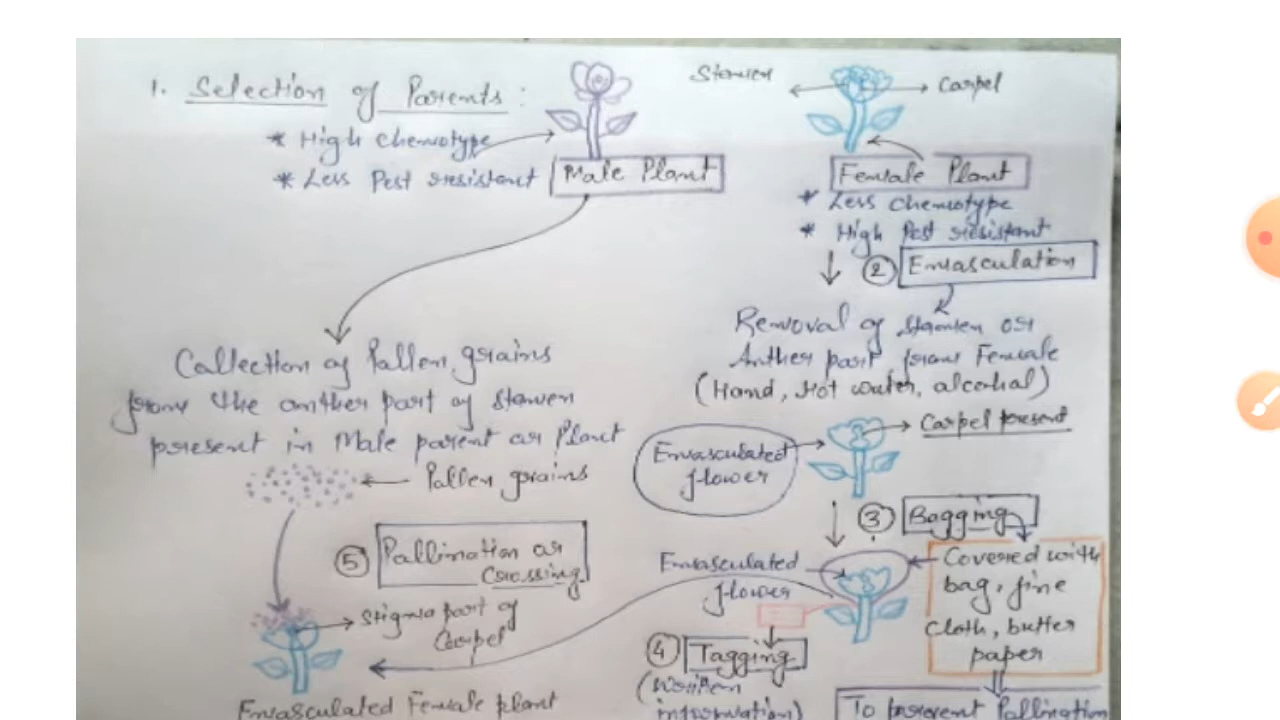 1. Selection of Parents:
* High Chemotype
* Less Pest resistant
Male Plant
Stamen
Carpel
Female Plant
* Less chemotype
* High Pest resistant
② Emasculation
Removal of stamen or
Anther part from Female
(Hand, Hot water, alcohal)
Collection of Pollen grains
from the anther part of stamen
present in Male parent or Plant
Pollen grains
Emasculated
flower
Carpel present
③ Bagging
Emasculated
flower
Covered with
bag, fine
cloth, butter
paper
⑤ Pollination or
Crossing
Stigma part of
Carpel
④ Tagging
(Written
information)
Emasculated Female plant
To prevent Pollination